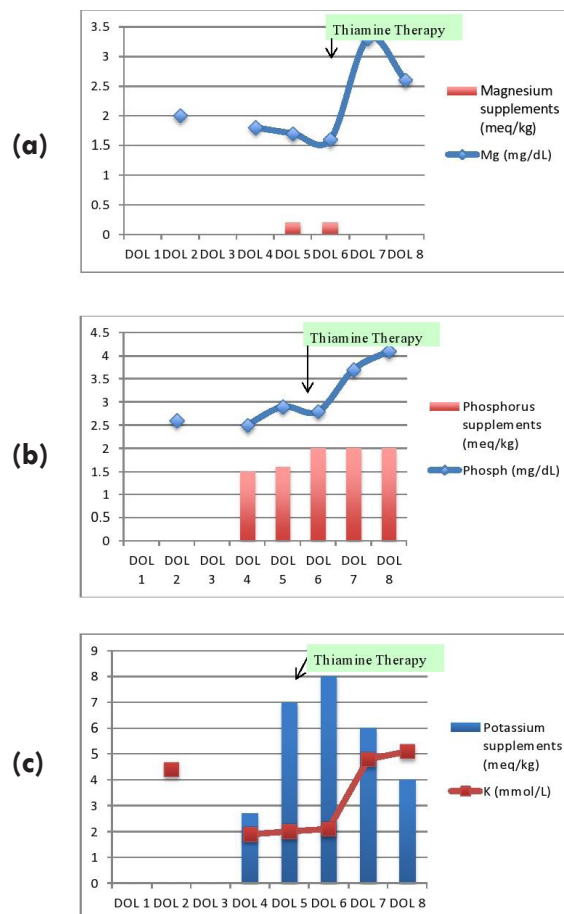 (a)
3.5
3
2.5
2
1.5
1
0.5
0
Thiamine Therapy
DOL 1 DOL 2 DOL 3 DOL 4 DOL 5 DOL 6 DOL 7 DOL 8
Magnesium
supplements
(meq/kg)
Mg (mg/dL)
(b)
4.5
4
3.5
3
2.5
2
1.5
1
0.5
0
Thiamine Therapy
DOL DOL DOL DOL DOL DOL DOL DOL
1 2 3 4 5 6 7 8
Phosphorus
supplements
(meq/kg)
Phosph (mg/dL)
(c)
9
8
7
6
5
4
3
2
1
0
Thiamine Therapy
DOL 1 DOL 2 DOL 3 DOL 4 DOL 5 DOL 6 DOL 7 DOL 8
Potassium
supplements
(meq/kg)
K (mmol/L)